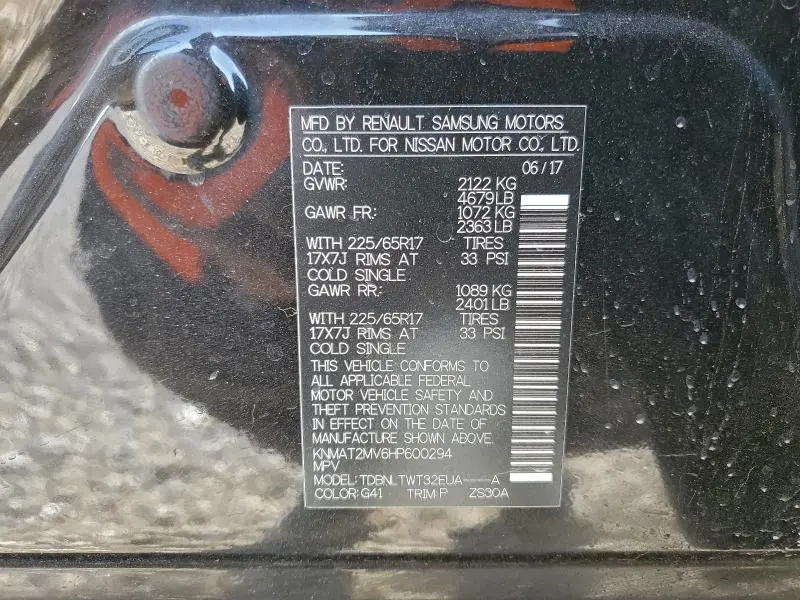 MFD BY RENAULT SAMSUNG MOTORS
CO., LTD. FOR NISSAN MOTOR CO., LTD.
DATE: 06/17
GVWR: 2122 KG
4679LB
GAWR FR: 1072 KG
2363LB
WITH 225/65R17 TIRES
17X7J RIMS AT 33 PSI
COLD SINGLE
GAWR RR: 1089 KG
2401LB
WITH 225/65R17 TIRES
17X7J RIMS AT 33 PSI
COLD SINGLE
THIS VEHICLE CONFORMS TO
ALL APPLICABLE FEDERAL
MOTOR VEHICLE SAFETY AND
THEFT PREVENTION STANDARDS
IN EFFECT ON THE DATE OF
MANUFACTURE SHOWN ABOVE.
KNMAT2MV6HP600294
MPV
MODEL: TDBNLTWT32EUA-----A
COLOR: G41 TRIM: P ZS30A